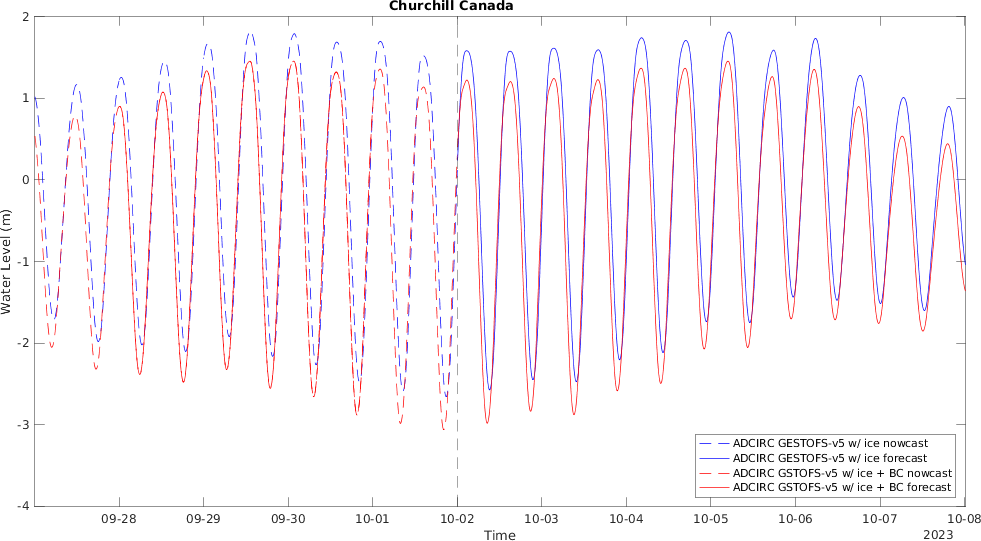 Churchill Canada
2
1
0
-1
-2
-3
-4
Water Level (m)
09-28 09-29 09-30 10-01 10-02 10-03 10-04 10-05 10-06 10-07 10-08
Time
2023
ADCIRC GESTOFS-v5 w/ ice nowcast
ADCIRC GESTOFS-v5 w/ ice forecast
ADCIRC GSTOFS-v5 w/ ice + BC nowcast
ADCIRC GSTOFS-v5 w/ ice + BC forecast